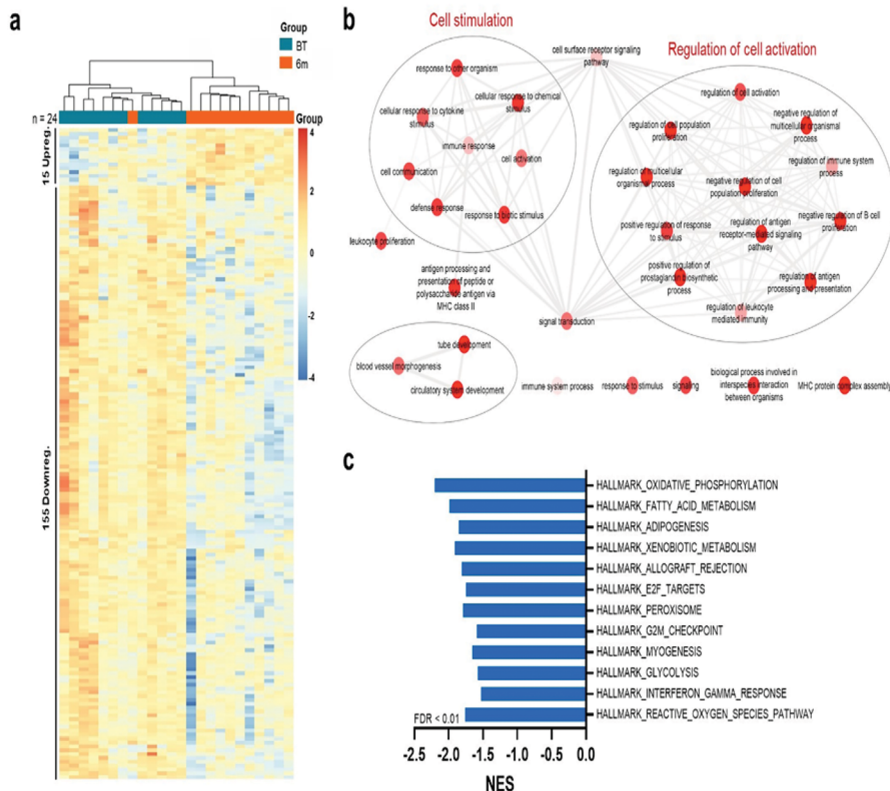 a
Group
BT
6m
n = 24
Group
15 Upreg.
155 Downreg.
4
2
0
-2
-4
b
Cell stimulation
Regulation of cell activation
cell surface receptor signaling
pathway
response to other organism
cellular response to cytokine
stimulus
cellular response to chemical
stimulus
immune response
cell activation
cell communication
defense response
response to biotic stimulus
leukocyte proliferation
antigen processing and
presentation of peptide or
polysaccharide antigen via
MHC class II
signal transduction
regulation of cell activation
regulation of cell population
proliferation
negative regulation of
multicellular organismal
process
regulation of immune system
process
regulation of multicellular
organismal process
negative regulation of cell
population proliferation
positive regulation of response
to stimulus
regulation of antigen
receptor-mediated signaling
pathway
negative regulation of B cell
proliferation
positive regulation of
prostaglandin biosynthetic
process
regulation of antigen
processing and presentation
regulation of leukocyte
mediated immunity
tube development
blood vessel morphogenesis
circulatory system development
immune system process
response to stimulus
signaling
biological process involved in
interspecies interaction
between organisms
MHC protein complex assembly
c
HALLMARK_OXIDATIVE_PHOSPHORYLATION
HALLMARK_FATTY_ACID_METABOLISM
HALLMARK_ADIPOGENESIS
HALLMARK_XENOBIOTIC_METABOLISM
HALLMARK_ALLOGRAFT_REJECTION
HALLMARK_E2F_TARGETS
HALLMARK_PEROXISOME
HALLMARK_G2M_CHECKPOINT
HALLMARK_MYOGENESIS
HALLMARK_GLYCOLYSIS
HALLMARK_INTERFERON_GAMMA_RESPONSE
HALLMARK_REACTIVE_OXYGEN_SPECIES_PATHWAY
FDR < 0.01
-2.5 -2.0 -1.5 -1.0 -0.5 0.0
NES